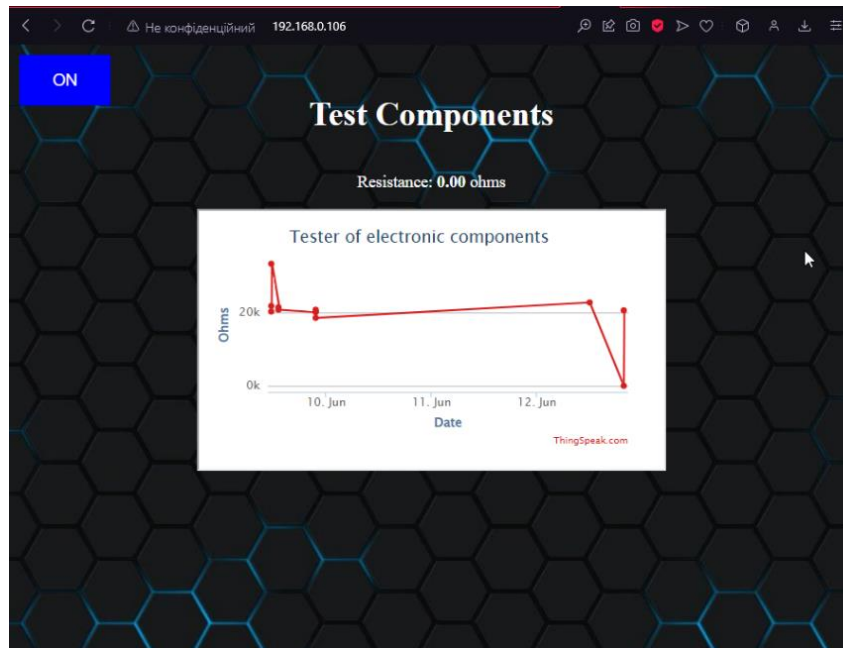 Не конфіденційний 192.168.0.106
ON
Test Components
Resistance: 0.00 ohms
Tester of electronic components
Ohms
20k
0k
10. Jun 11. Jun 12. Jun
Date
ThingSpeak.com